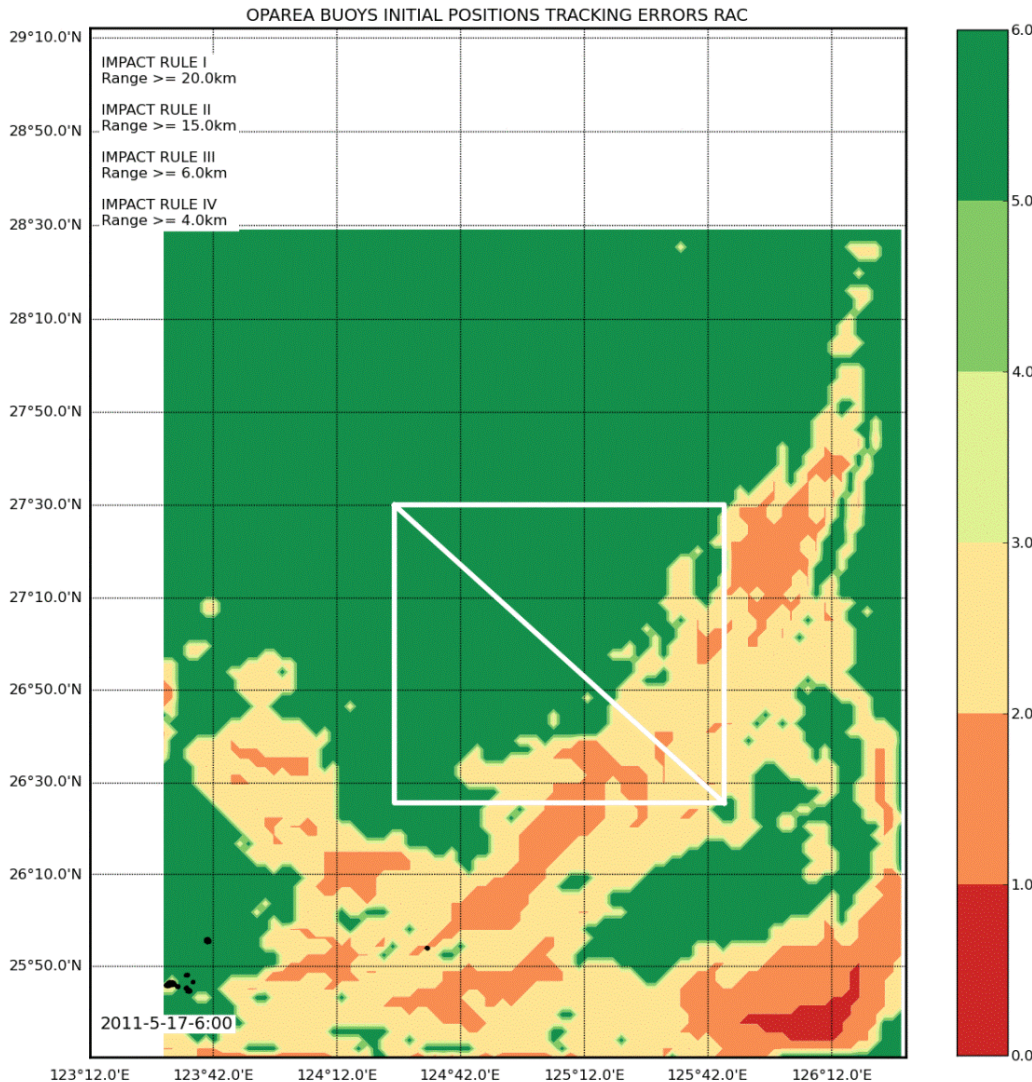 OPAREA BUOYS INITIAL POSITIONS TRACKING ERRORS RAC
29°10.0'N
IMPACT RULE I
Range >= 20.0km
IMPACT RULE II
Range >= 15.0km
28°50.0'N
IMPACT RULE III
Range >= 6.0km
IMPACT RULE IV
Range >= 4.0km
28°30.0'N
28°10.0'N
27°50.0'N
27°30.0'N
27°10.0'N
26°50.0'N
26°30.0'N
26°10.0'N
25°50.0'N
2011-5-17-6:00
123°12.0'E
123°42.0'E
124°12.0'E
124°42.0'E
125°12.0'E
125°42.0'E
126°12.0'E
6.0
5.0
4.0
3.0
2.0
1.0
0.0